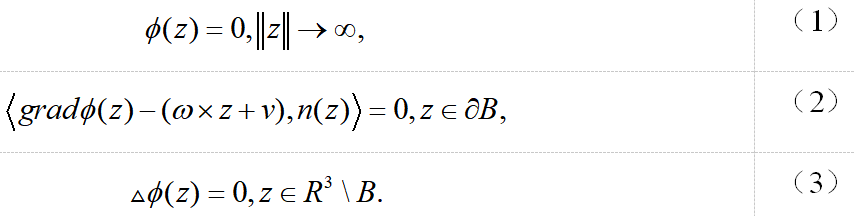 ϕ(z) = 0,‖z‖ → ∞, （1）
⟨gradϕ(z) − (ω × z + v), n(z)⟩ = 0, z ∈ ∂B, （2）
△ϕ(z) = 0, z ∈ R³ \ B. （3）